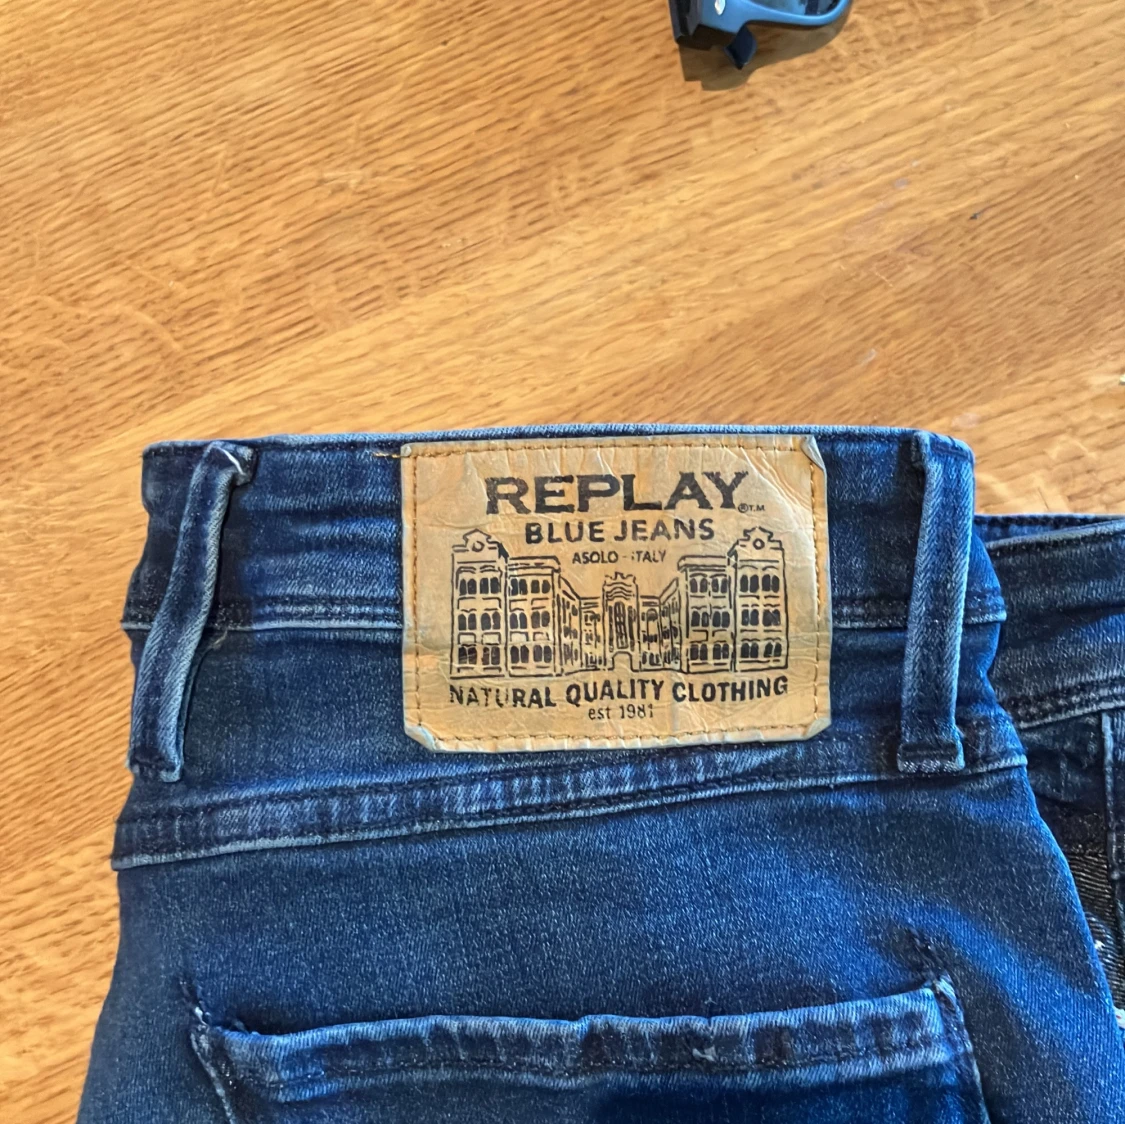 REPLAY ® T.M
BLUE JEANS
ASOLO - ITALY
NATURAL QUALITY CLOTHING
est 1981